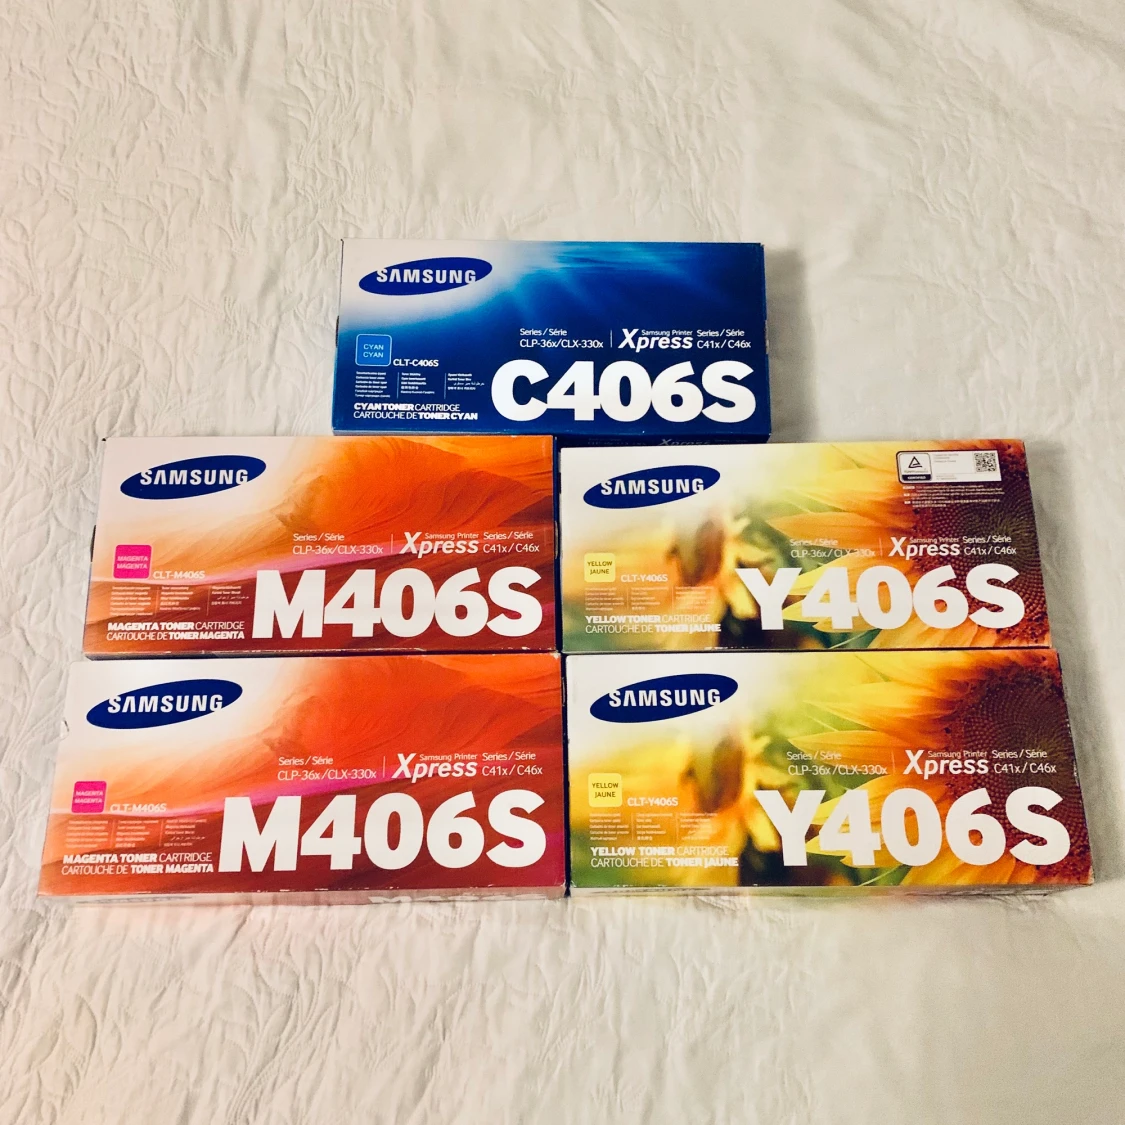 SAMSUNG
Series / Série
CLP-36x/CLX-330x
Samsung Printer
Xpress
Series / Série
C41x / C46x
CYAN
CYAN
CLT-C406S
C406S
CYAN TONER CARTRIDGE
CARTOUCHE DE TONER CYAN
Xpress
SAMSUNG
Series / Série
CLP-36x/CLX-330x
Samsung Printer
Xpress
Series / Série
C41x / C46x
MAGENTA
MAGENTA
CLT-M406S
M406S
MAGENTA TONER CARTRIDGE
CARTOUCHE DE TONER MAGENTA
SAMSUNG
Series / Série
CLP-36x/CLX-330x
Samsung Printer
Xpress
Series / Série
C41x / C46x
YELLOW
JAUNE
CLT-Y406S
Y406S
YELLOW TONER CARTRIDGE
CARTOUCHE DE TONER JAUNE
SAMSUNG
Series / Série
CLP-36x/CLX-330x
Samsung Printer
Xpress
Series / Série
C41x / C46x
MAGENTA
MAGENTA
CLT-M406S
M406S
MAGENTA TONER CARTRIDGE
CARTOUCHE DE TONER MAGENTA
SAMSUNG
Series / Série
CLP-36x/CLX-330x
Samsung Printer
Xpress
Series / Série
C41x / C46x
YELLOW
JAUNE
CLT-Y406S
Y406S
YELLOW TONER CARTRIDGE
CARTOUCHE DE TONER JAUNE